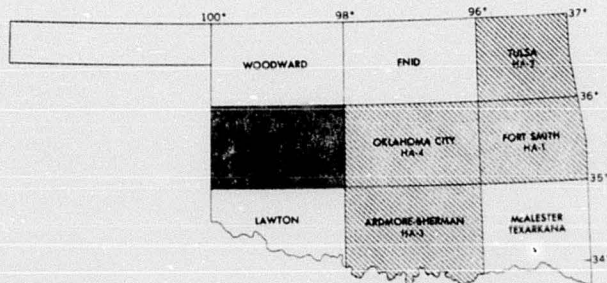 100° 98° 96° 37°
WOODWARD ENID TULSA
HA-2
36°
OKLAHOMA CITY FORT SMITH
HA-4 HA-1
35°
LAWTON ARDMORE-SHERMAN McALESTER
HA-3 TEXARKANA
34